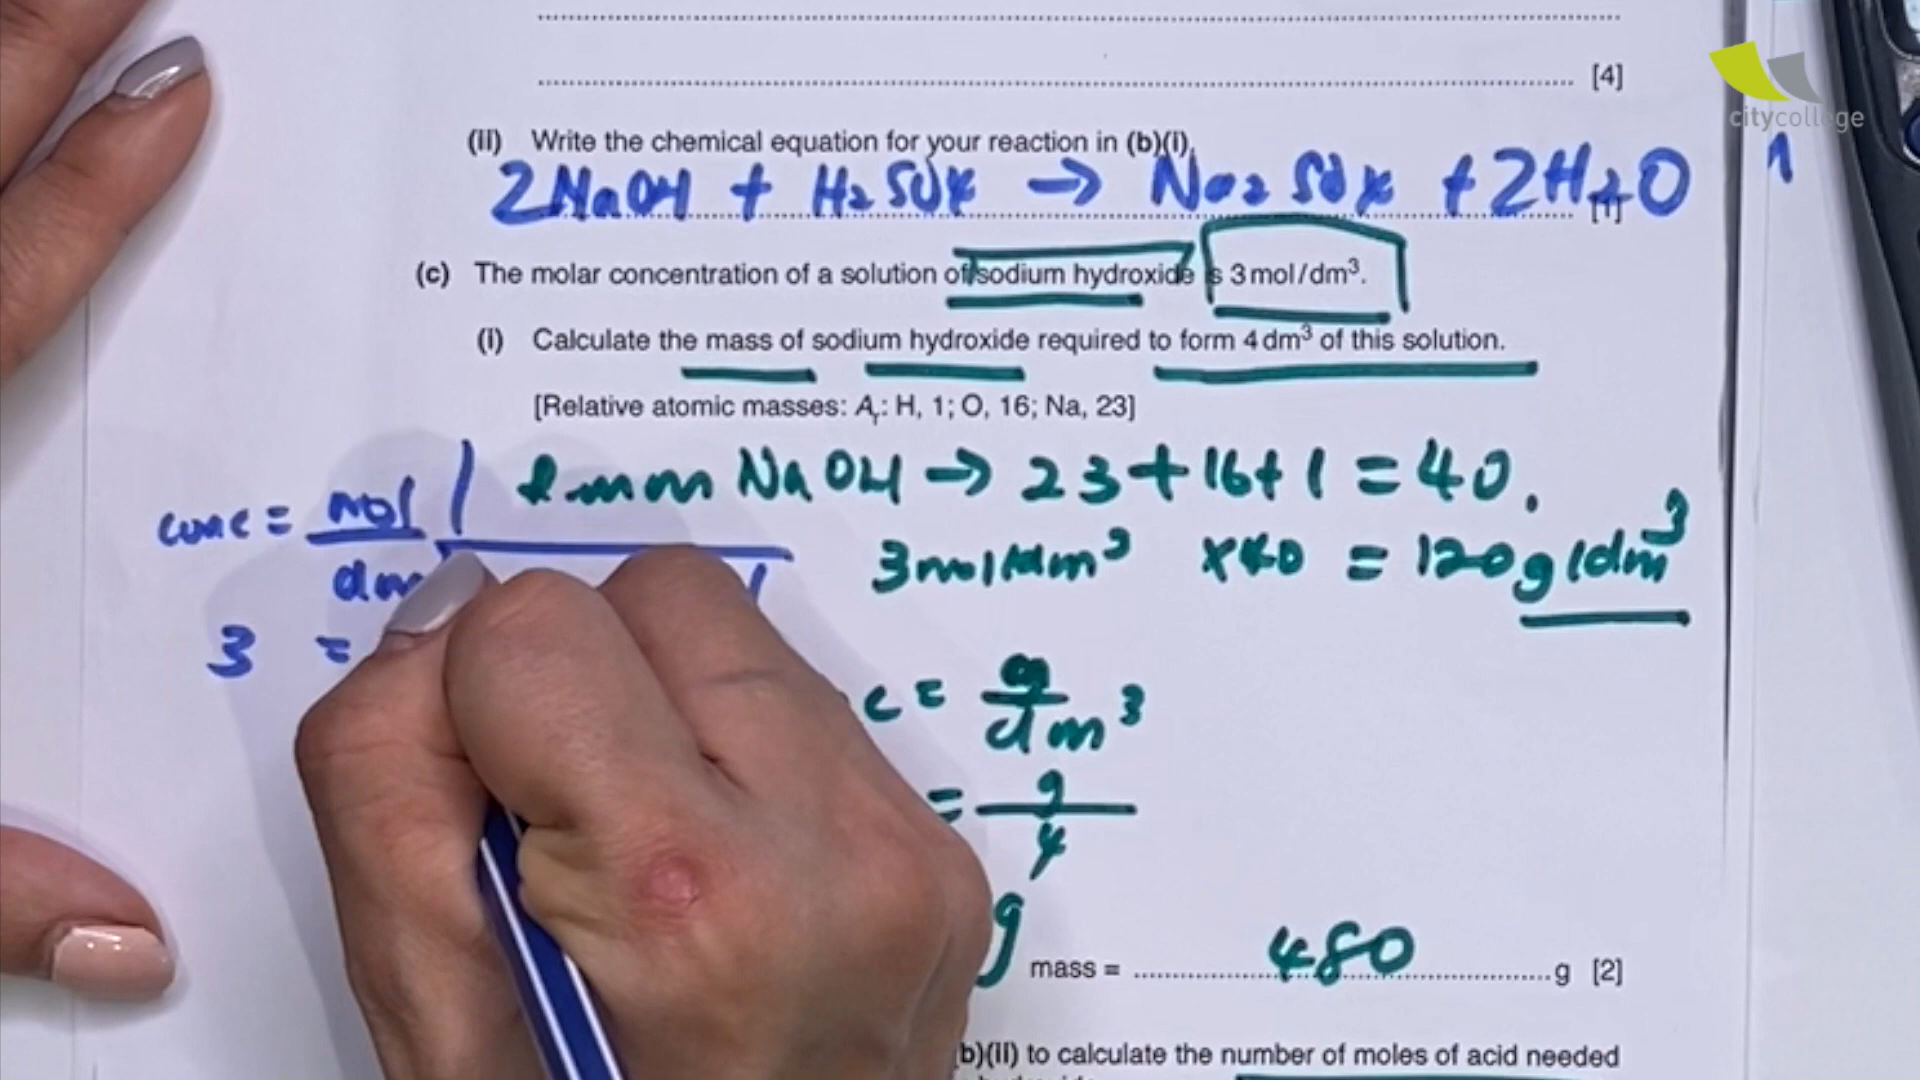 [4]
citycollege
(ii) Write the chemical equation for your reaction in (b)(i).
2NaOH + H2SO4 → Na2SO4 + 2H2O 1
[1]
(c) The molar concentration of a solution of sodium hydroxide is 3 mol/dm³.
(i) Calculate the mass of sodium hydroxide required to form 4 dm³ of this solution.
[Relative atomic masses: Ar: H, 1; O, 16; Na, 23]
NaOH → 23 + 16 + 1 = 40.
conc = mol
dm
3mol/dm³ x40 = 120g/dm³
3 =
c = g
dm³
= g
4
g
mass = 480 g [2]
b)(ii) to calculate the number of moles of acid needed